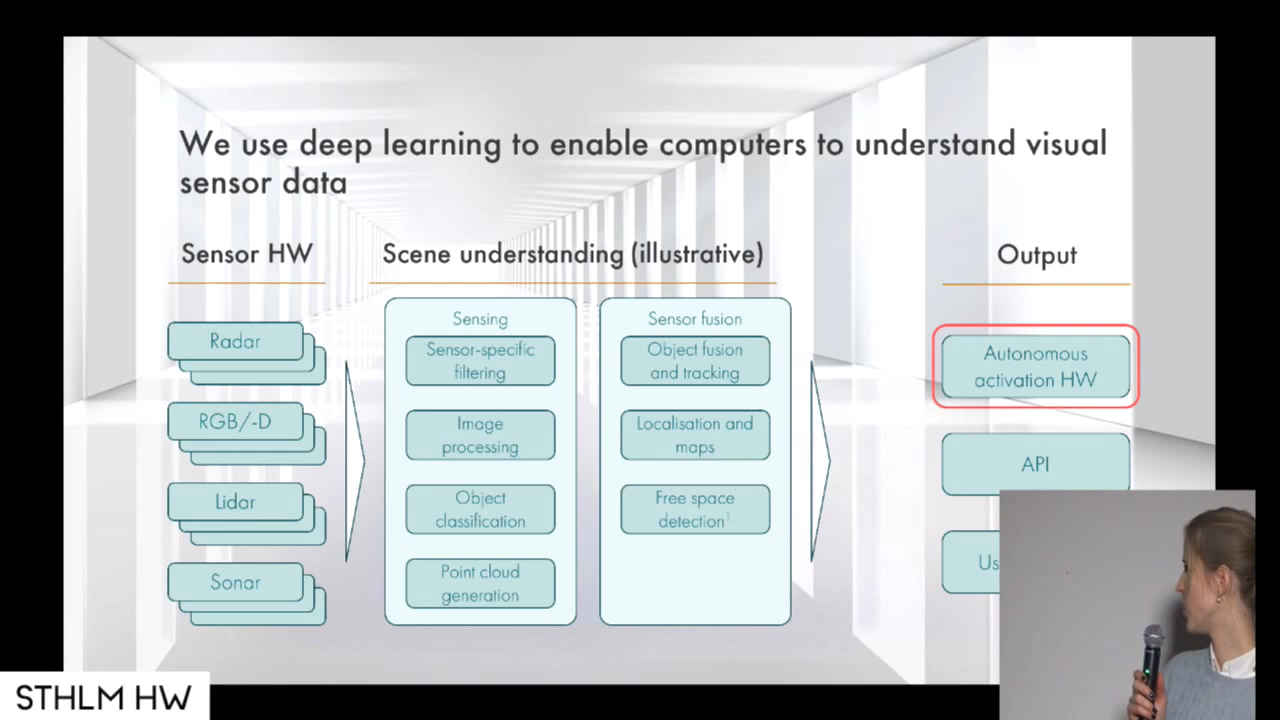 We use deep learning to enable computers to understand visual
sensor data
Sensor HW
Scene understanding (illustrative)
Output
Radar
RGB/-D
Lidar
Sonar
Sensing
Sensor-specific
filtering
Image
processing
Object
classification
Point cloud
generation
Sensor fusion
Object fusion
and tracking
Localisation and
maps
Free space
detection¹
Autonomous
activation HW
API
STHLM HW